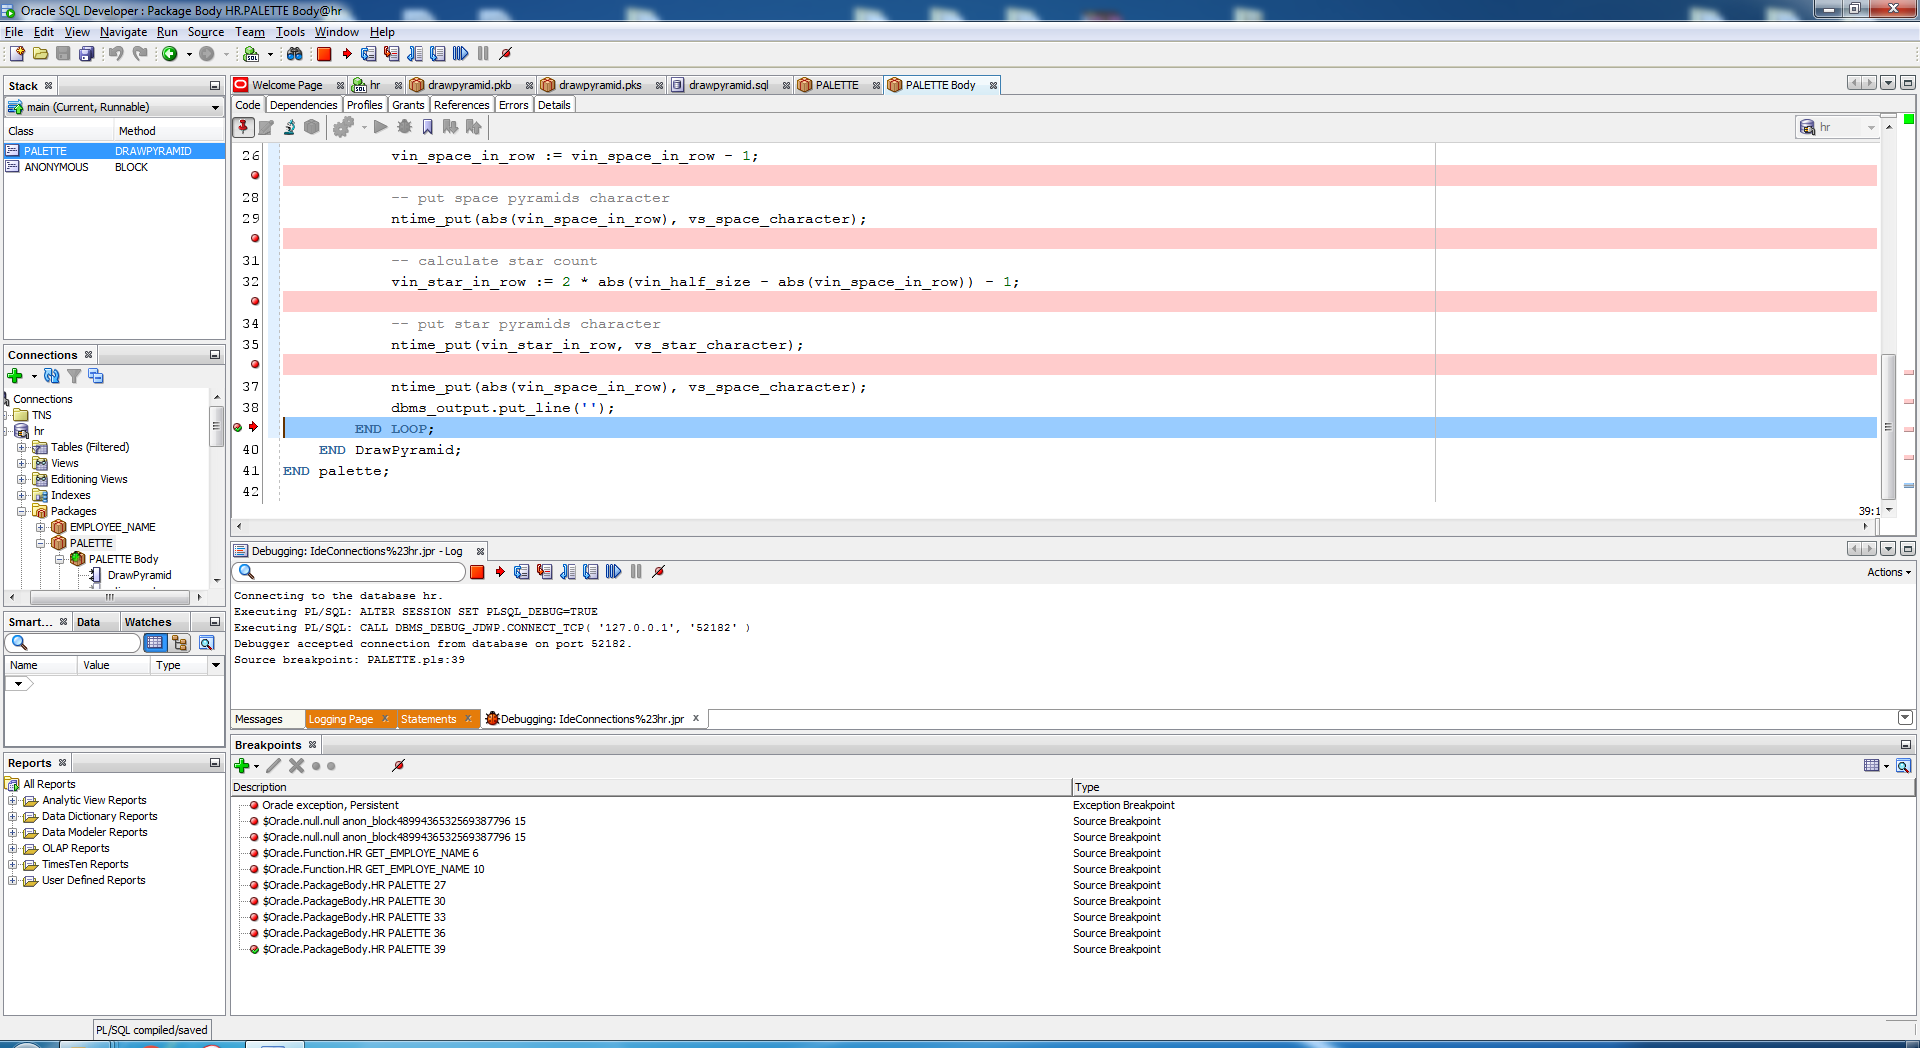 Oracle SQL Developer : Package Body HR.PALETTE Body@hr
File Edit View Navigate Run Source Team Tools Window Help
Stack
main (Current, Runnable)
Class Method
PALETTE DRAWPYRAMID
ANONYMOUS BLOCK
Connections
Connections
TNS
hr
Tables (Filtered)
Views
Editioning Views
Indexes
Packages
EMPLOYEE_NAME
PALETTE
PALETTE Body
DrawPyramid
Smart... Data Watches
Name Value Type
Reports
All Reports
Analytic View Reports
Data Dictionary Reports
Data Modeler Reports
OLAP Reports
TimesTen Reports
User Defined Reports
Welcome Page hr drawpyramid.pkb drawpyramid.pks drawpyramid.sql PALETTE PALETTE Body
Code Dependencies Profiles Grants References Errors Details
hr
26 vin_space_in_row := vin_space_in_row - 1;
28 -- put space pyramids character
29 ntime_put(abs(vin_space_in_row), vs_space_character);
31 -- calculate star count
32 vin_star_in_row := 2 * abs(vin_half_size - abs(vin_space_in_row)) - 1;
34 -- put star pyramids character
35 ntime_put(vin_star_in_row, vs_star_character);
37 ntime_put(abs(vin_space_in_row), vs_space_character);
38 dbms_output.put_line('');
END LOOP;
40 END DrawPyramid;
41 END palette;
42
39:1
Debugging: IdeConnections%23hr.jpr - Log
Actions
Connecting to the database hr.
Executing PL/SQL: ALTER SESSION SET PLSQL_DEBUG=TRUE
Executing PL/SQL: CALL DBMS_DEBUG_JDWP.CONNECT_TCP( '127.0.0.1', '52182' )
Debugger accepted connection from database on port 52182.
Source breakpoint: PALETTE.pls:39
Messages Logging Page Statements Debugging: IdeConnections%23hr.jpr
Breakpoints
Description Type
Oracle exception, Persistent Exception Breakpoint
$Oracle.null.null anon_block4899436532569387796 15 Source Breakpoint
$Oracle.null.null anon_block4899436532569387796 15 Source Breakpoint
$Oracle.Function.HR GET_EMPLOYE_NAME 6 Source Breakpoint
$Oracle.Function.HR GET_EMPLOYE_NAME 10 Source Breakpoint
$Oracle.PackageBody.HR PALETTE 27 Source Breakpoint
$Oracle.PackageBody.HR PALETTE 30 Source Breakpoint
$Oracle.PackageBody.HR PALETTE 33 Source Breakpoint
$Oracle.PackageBody.HR PALETTE 36 Source Breakpoint
$Oracle.PackageBody.HR PALETTE 39 Source Breakpoint
PL/SQL compiled/saved